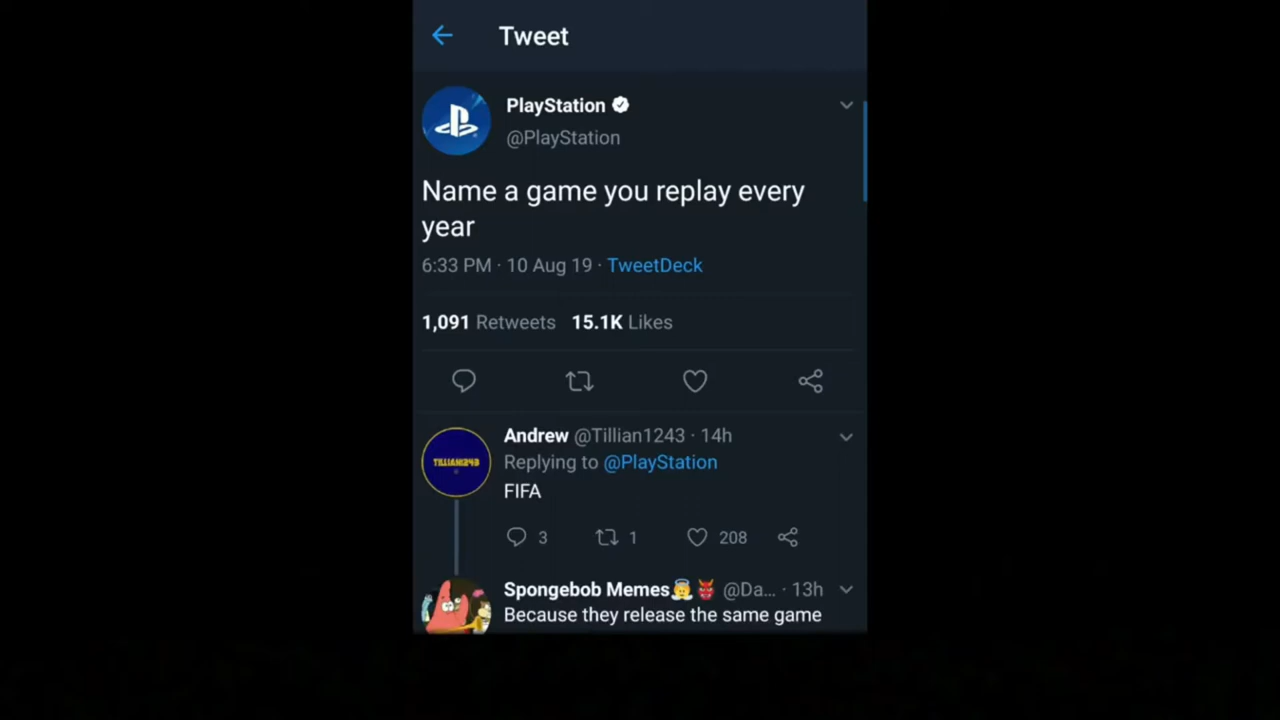 Tweet
PlayStation
@PlayStation
Name a game you replay every
year
6:33 PM · 10 Aug 19 · TweetDeck
1,091 Retweets 15.1K Likes
Andrew @Tillian1243 · 14h
TILLIAN1243
Replying to @PlayStation
FIFA
3 1 208
Spongebob Memes😇👹 @Da... · 13h
Because they release the same game